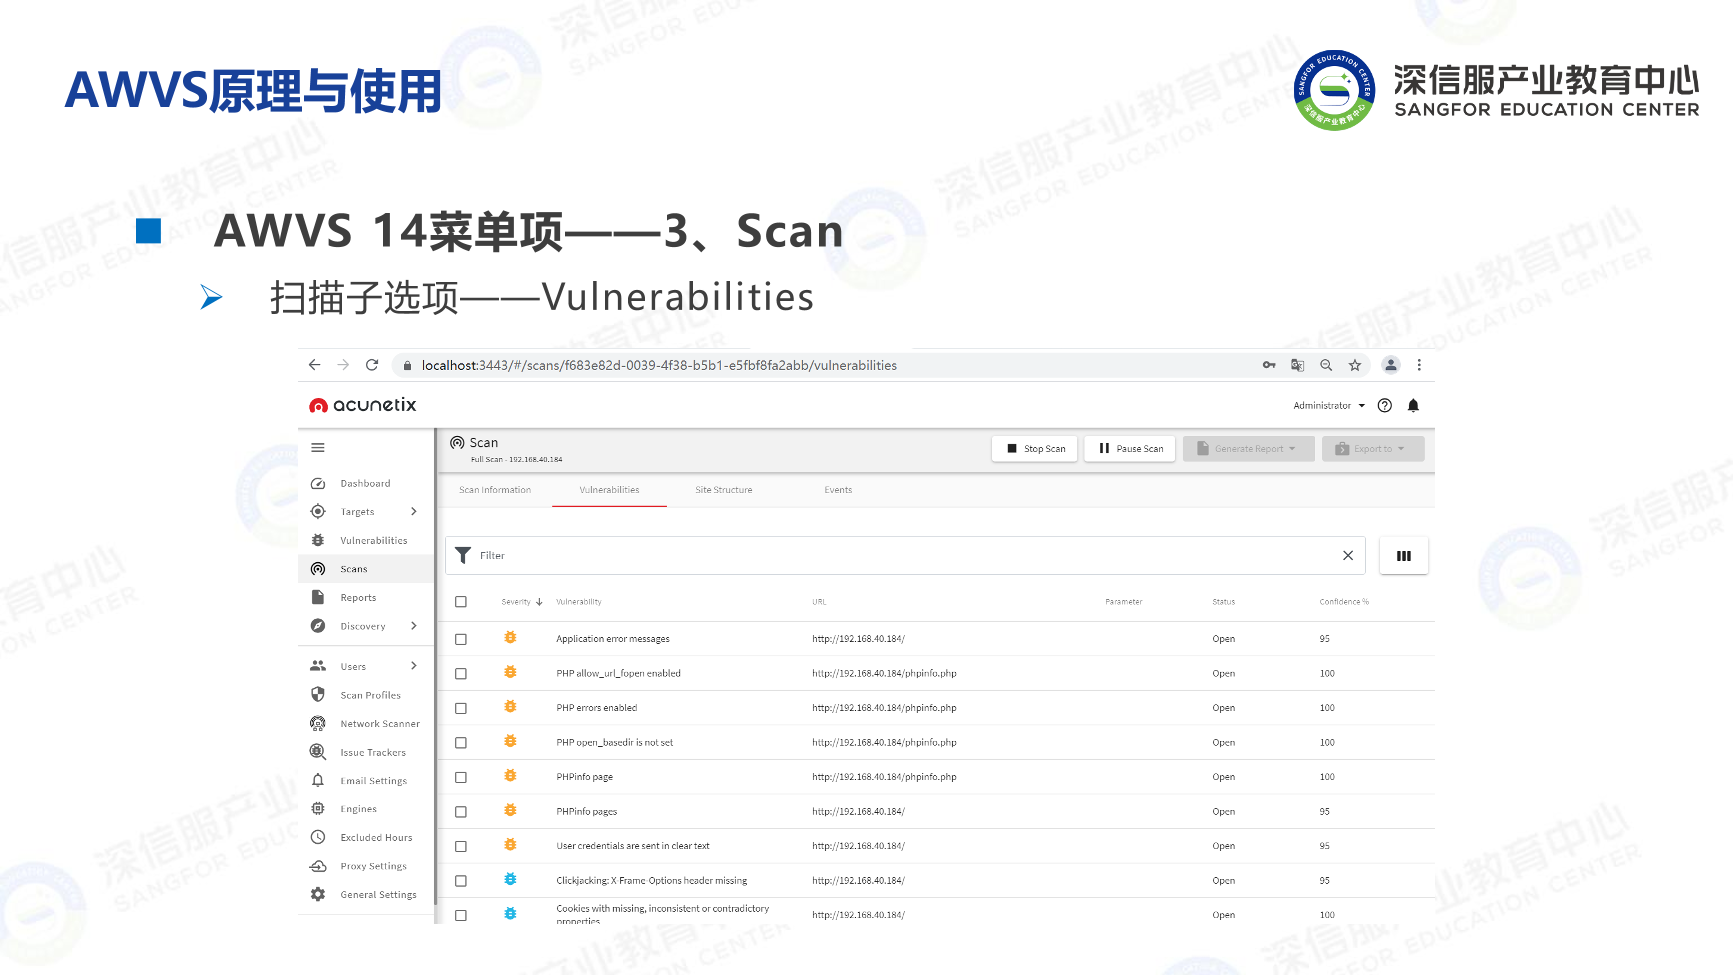 AWVS原理与使用
深信服产业教育中心
SANGFOR EDUCATION CENTER
AWVS 14菜单项——3、Scan
扫描子选项——Vulnerabilities
localhost:3443/#/scans/f683e82d-0039-4f38-b5b1-e5fbf8fa2abb/vulnerabilities
acunetix
Administrator
Scan
Full Scan - 192.168.40.184
Stop Scan
Pause Scan
Generate Report
Export to
Dashboard
Targets
Vulnerabilities
Scans
Reports
Discovery
Users
Scan Profiles
Network Scanner
Issue Trackers
Email Settings
Engines
Excluded Hours
Proxy Settings
General Settings
Scan Information Vulnerabilities Site Structure Events
Filter
Severity Vulnerability URL Parameter Status Confidence %
Application error messages http://192.168.40.184/ Open 95
PHP allow_url_fopen enabled http://192.168.40.184/phpinfo.php Open 100
PHP errors enabled http://192.168.40.184/phpinfo.php Open 100
PHP open_basedir is not set http://192.168.40.184/phpinfo.php Open 100
PHPinfo page http://192.168.40.184/phpinfo.php Open 100
PHPinfo pages http://192.168.40.184/ Open 95
User credentials are sent in clear text http://192.168.40.184/ Open 95
Clickjacking: X-Frame-Options header missing http://192.168.40.184/ Open 95
Cookies with missing, inconsistent or contradictory http://192.168.40.184/ Open 100
properties